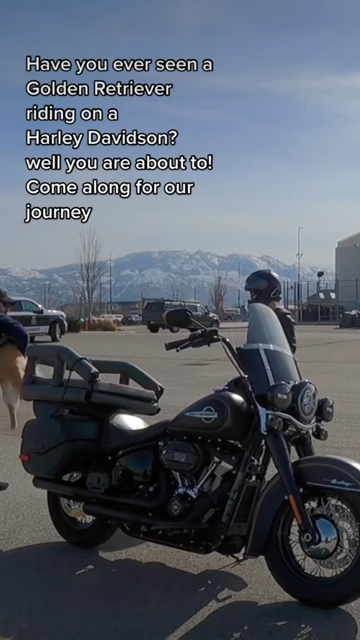 Have you ever seen a
Golden Retriever
riding on a
Harley Davidson?
well you are about to!
Come along for our
journey